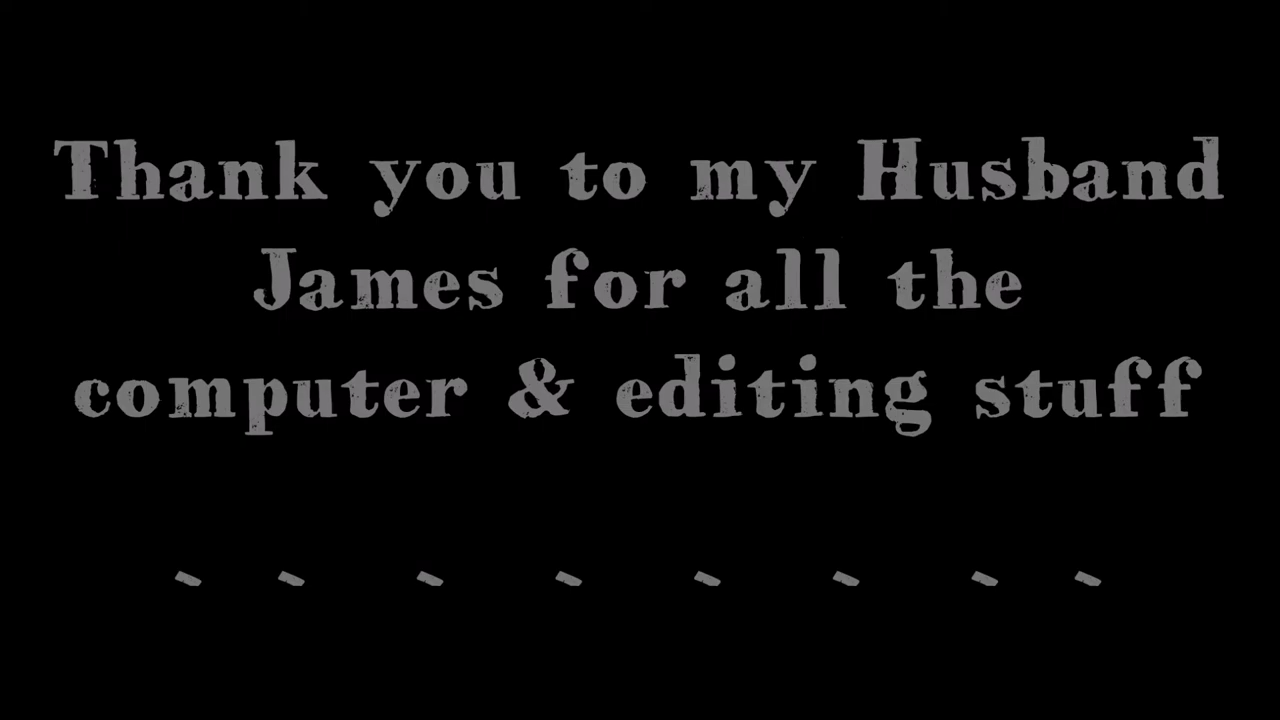 Thank you to my Husband
James for all the
computer & editing stuff
- - - - - - - -